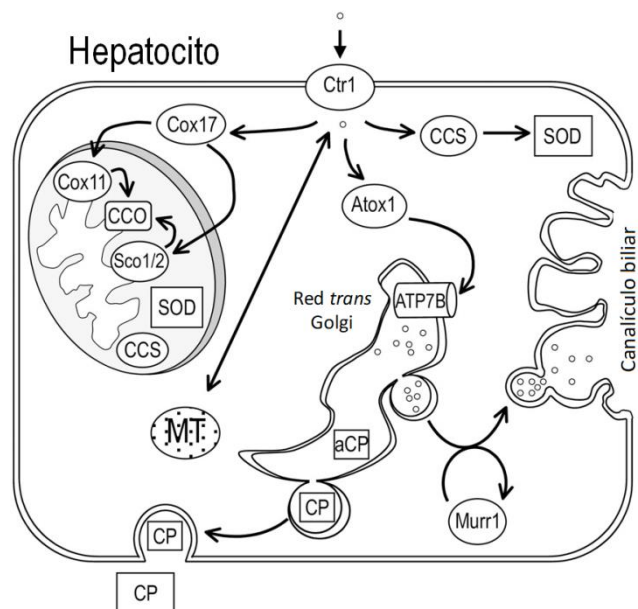 Hepatocito
Ctr1
Cox17
CCS
SOD
Cox11
CCO
Sco1/2
SOD
CCS
Atox1
Red trans
Golgi
ATP7B
Canalículo biliar
MT
aCP
CP
Murr1
CP
CP